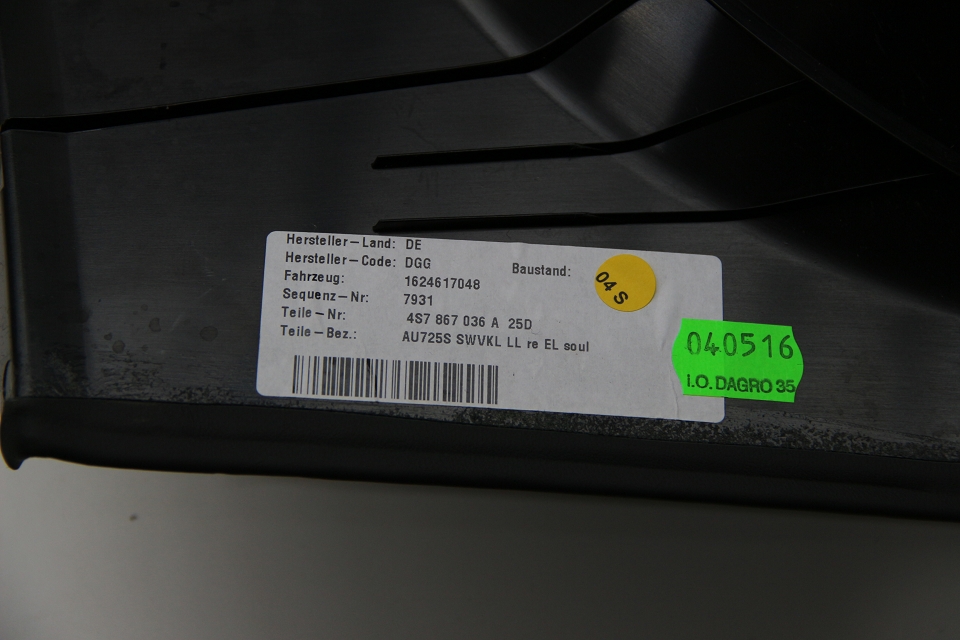 Hersteller-Land: DE
Hersteller-Code: DGG
Baustand:
04 S
Fahrzeug: 1624617048
Sequenz-Nr: 7931
Teile-Nr: 4S7 867 036 A 25D
Teile-Bez.: AU725S SWVKL LL re EL soul
040516
i.O. DAGRO 35